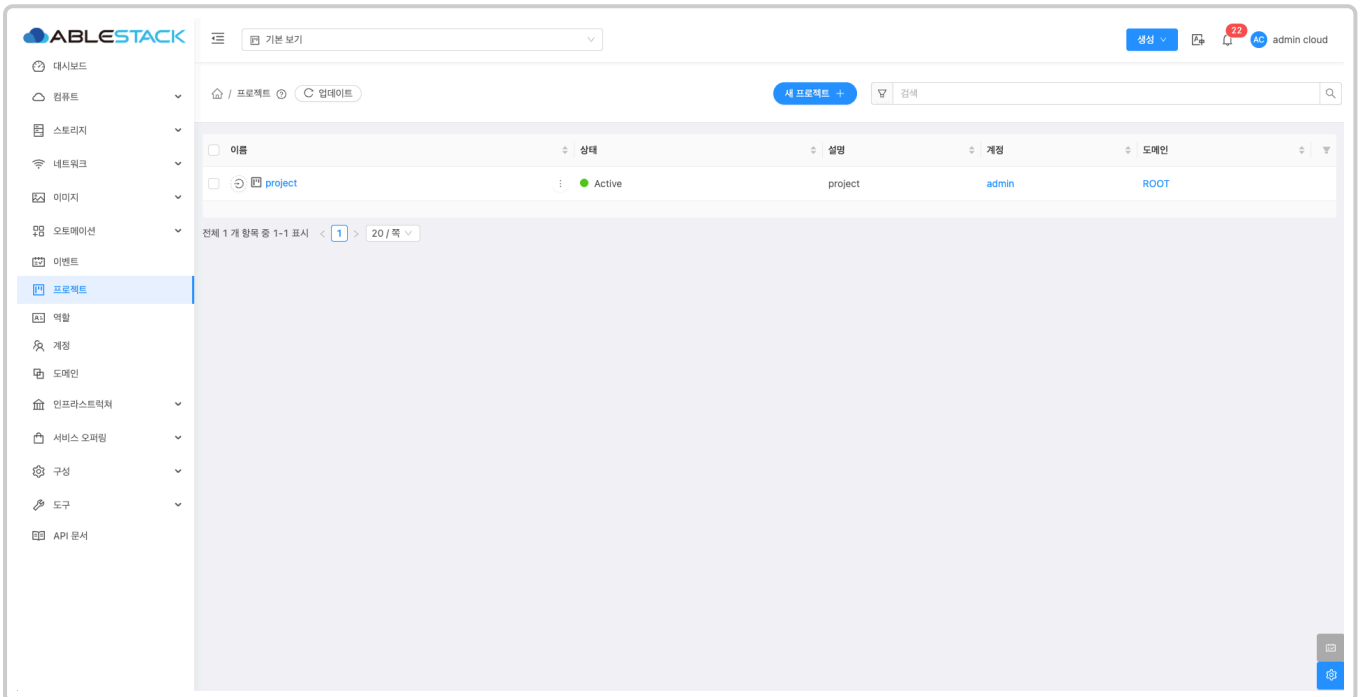 ABLESTACK
기본 보기
생성
22
AC
admin cloud
대시보드
컴퓨트
스토리지
네트워크
이미지
오토메이션
이벤트
프로젝트
역할
계정
도메인
인프라스트럭쳐
서비스 오퍼링
구성
도구
API 문서
/ 프로젝트 업데이트
새 프로젝트 +
검색
이름 상태 설명 계정 도메인
project Active project admin ROOT
전체 1 개 항목 중 1-1 표시 < 1 > 20 / 쪽